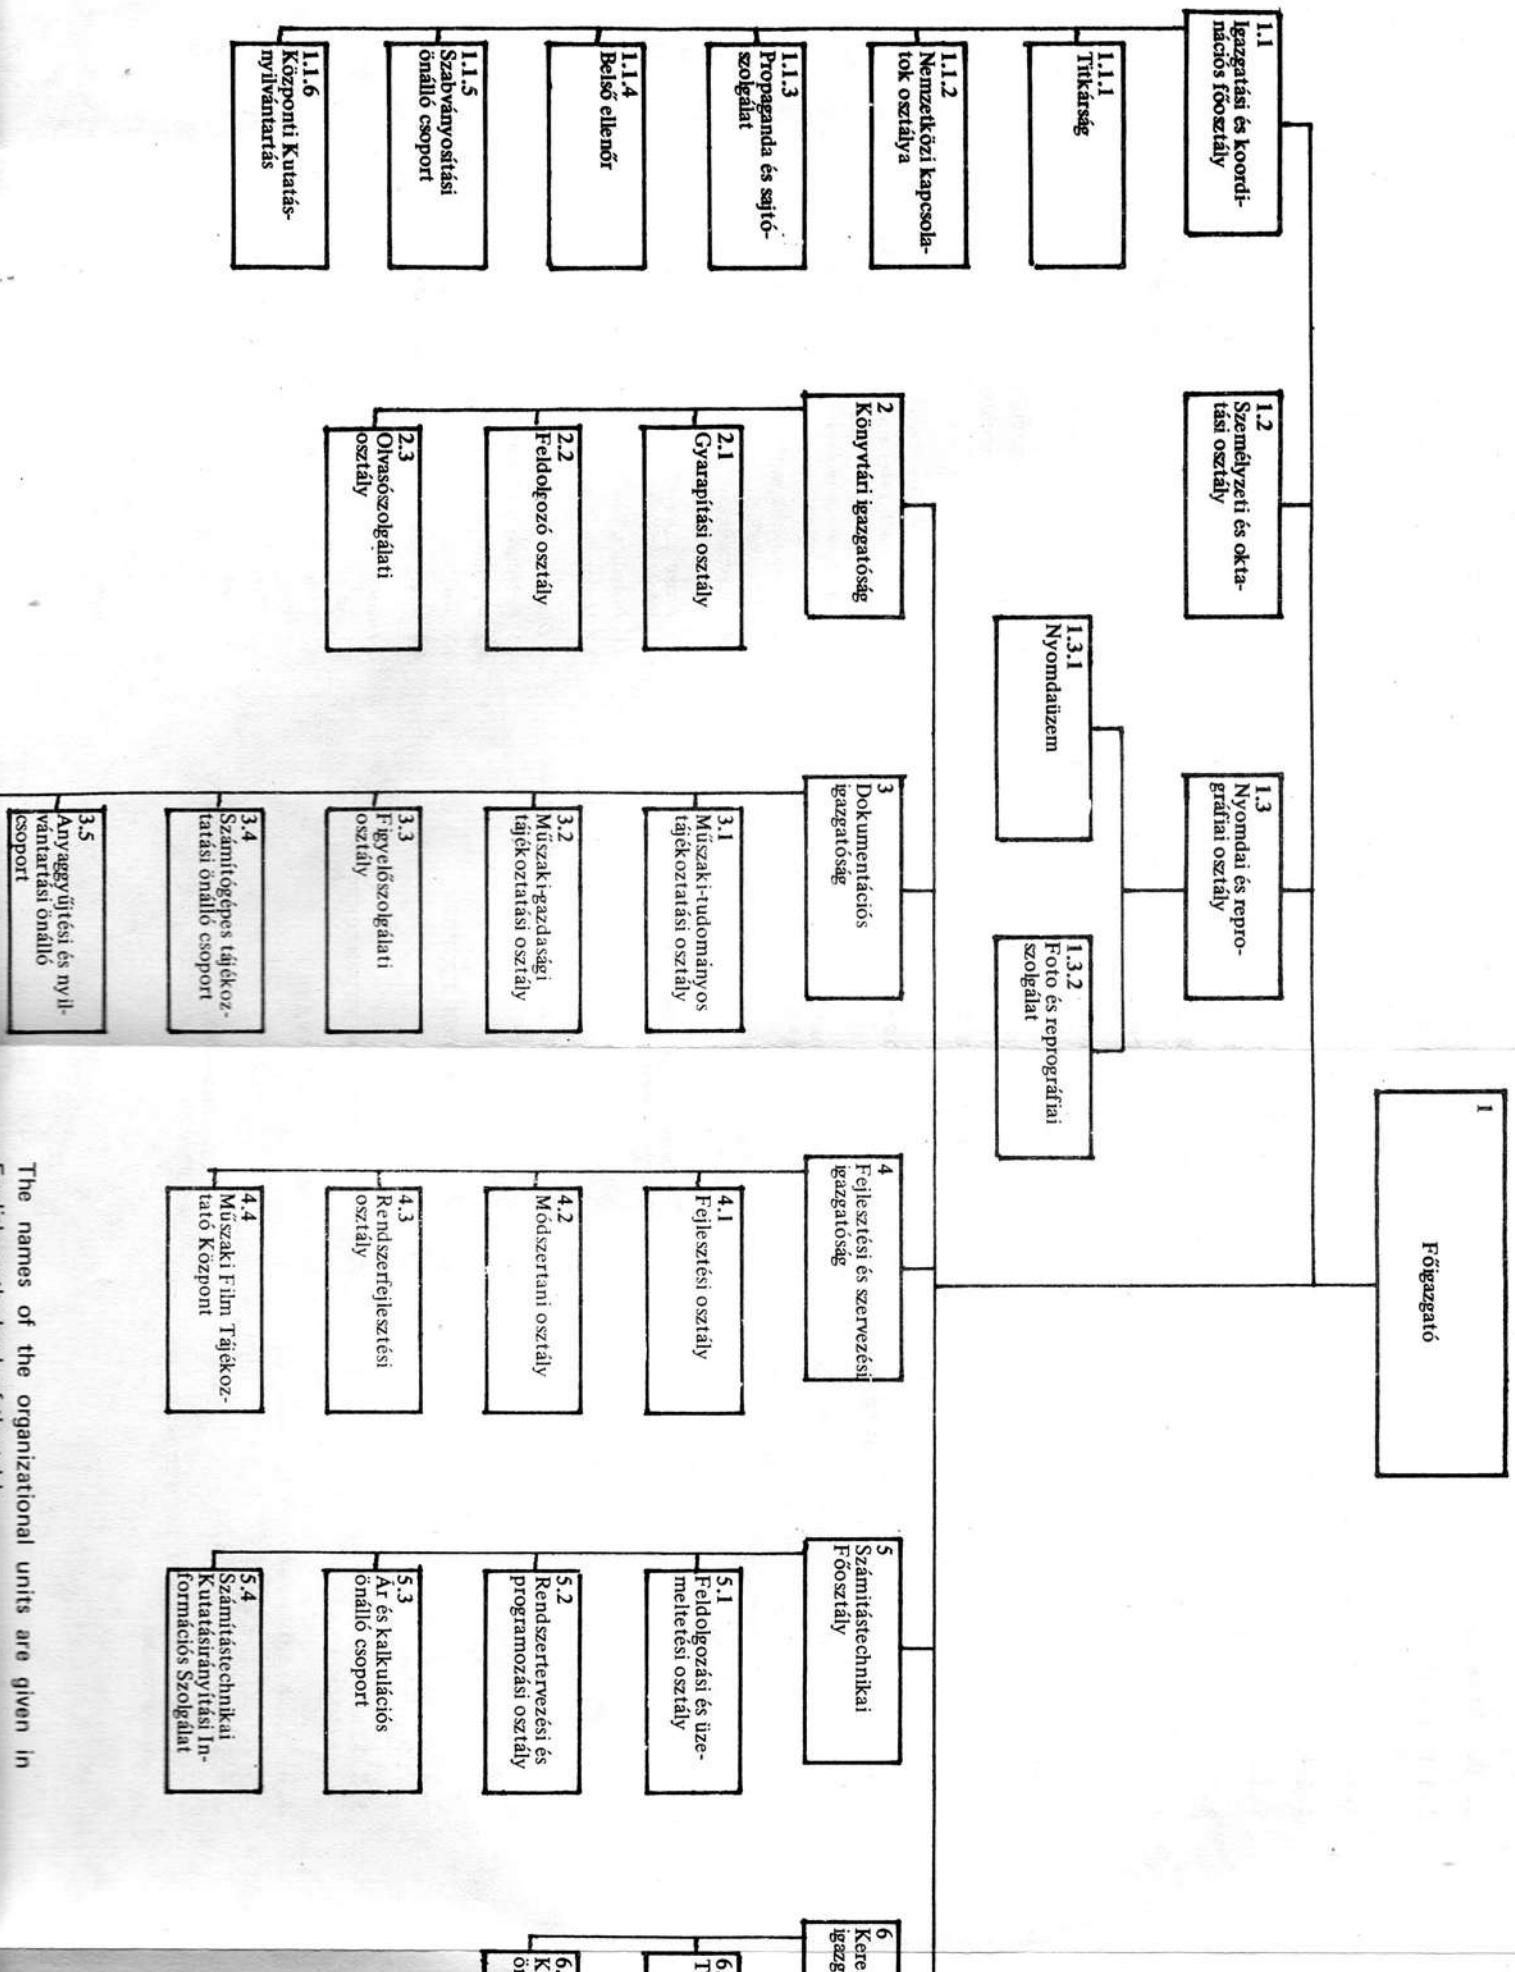 1
Főigazgató
1.1
Igazgatási és koordi-
nációs főosztály
1.1.1
Titkárság
1.1.2
Nemzetközi kapcsola-
tok osztálya
1.1.3
Propaganda és sajtó-
szolgálat
1.1.4
Belső ellenőr
1.1.5
Szabványosítási
önálló csoport
1.1.6
Központi Kutatás-
nyilvántartás
1.2
Személyzeti és okta-
tási osztály
1.3
Nyomdai és repro-
gráfiai osztály
1.3.1
Nyomdaüzem
1.3.2
Foto és reprográfiai
szolgálat
2
Könyvtári igazgatóság
2.1
Gyarapítási osztály
2.2
Feldolgozó osztály
2.3
Olvasószolgálati
osztály
3
Dokumentációs
igazgatóság
3.1
Műszaki-tudományos
tájékoztatási osztály
3.2
Műszaki-gazdasági
tájékoztatási osztály
3.3
Figyelőszolgálati
osztály
3.4
Számítógépes tájékoz-
tatási önálló csoport
3.5
Anyaggyűjtési és nyil-
vántartási önálló
csoport
4
Fejlesztési és szervezési
igazgatóság
4.1
Fejlesztési osztály
4.2
Módszertani osztály
4.3
Rendszerfejlesztési
osztály
4.4
Műszaki Film Tájékoz-
tató Központ
5
Számitástechnikai
Főosztály
5.1
Feldolgozási és üze-
meltetési osztály
5.2
Rendszertervezési és
programozási osztály
5.3
Ár és kalkulációs
önálló csoport
5.4
Számítástechnikai
Kutatásirányítási In-
formációs Szolgálat
6
Kere
igazg
6.
T
6.
K
ön
The names of the organizational units are given in